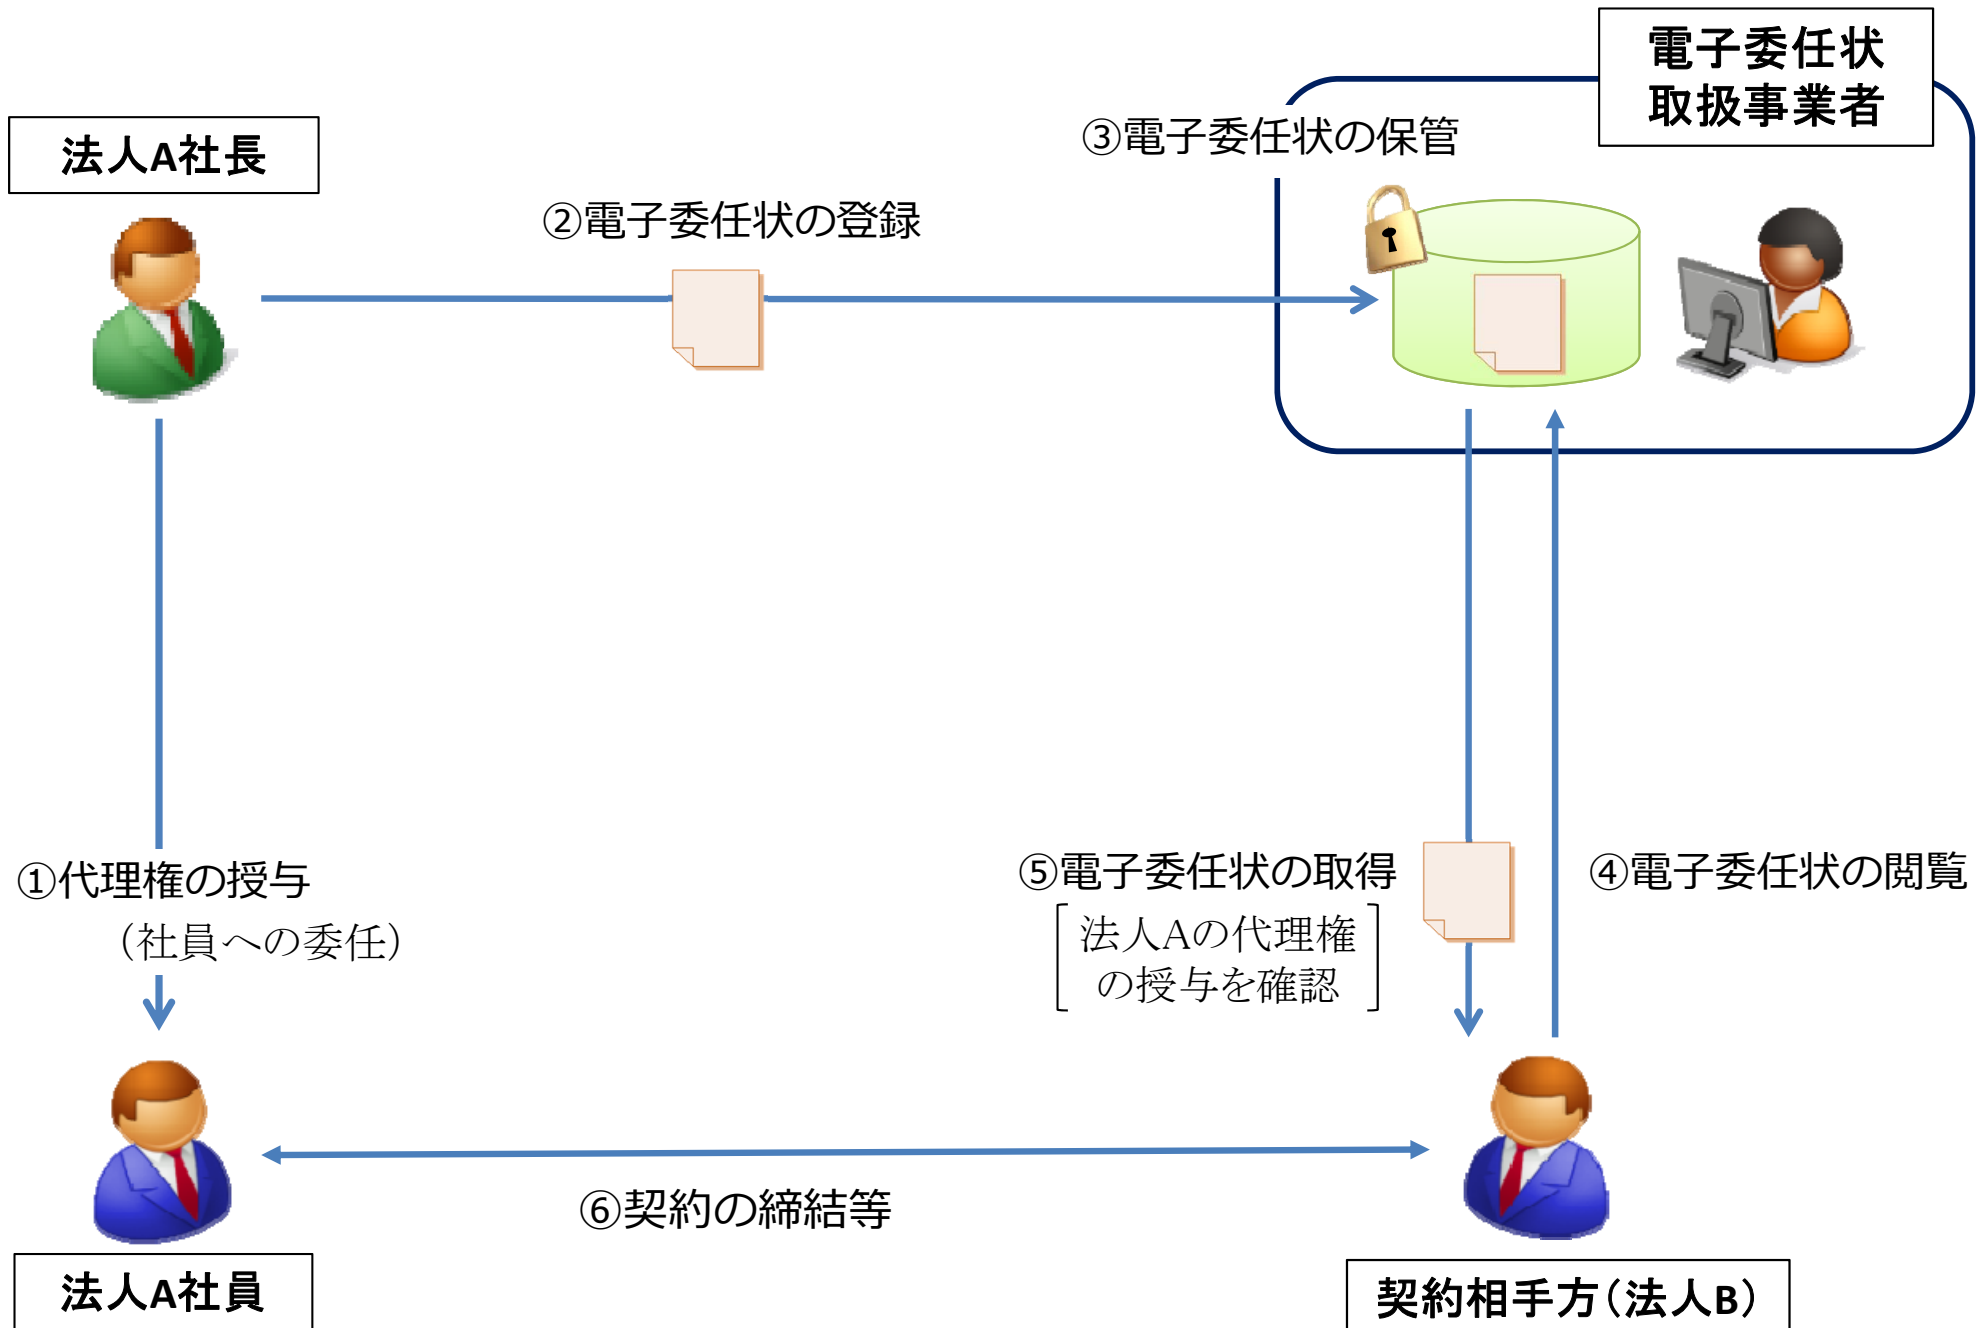 電子委任状
取扱事業者
③電子委任状の保管
法人A社長
②電子委任状の登録
①代理権の授与
（社員への委任）
⑤電子委任状の取得
法人Aの代理権
の授与を確認
④電子委任状の閲覧
⑥契約の締結等
法人A社員
契約相手方（法人B）